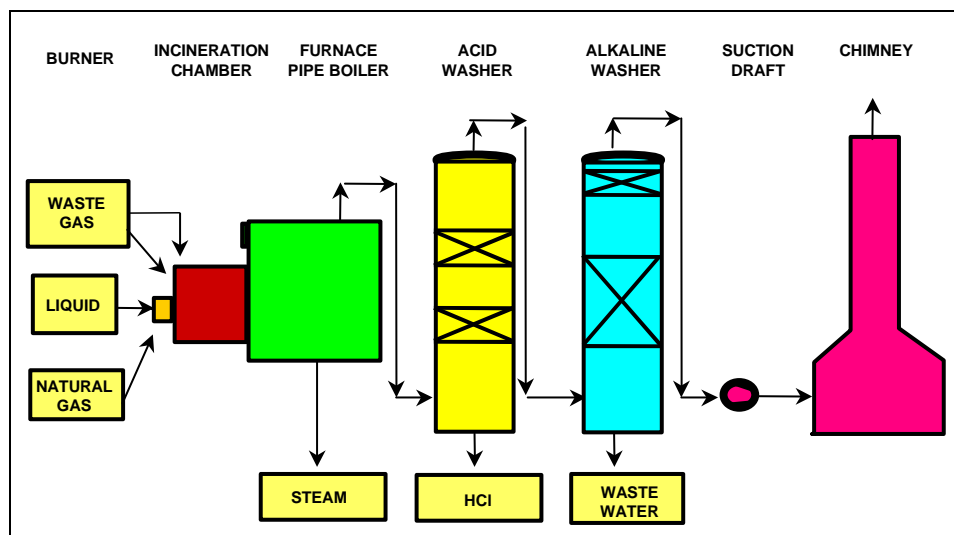 BURNER
INCINERATION
CHAMBER
FURNACE
PIPE BOILER
ACID
WASHER
ALKALINE
WASHER
SUCTION
DRAFT
CHIMNEY
WASTE
GAS
LIQUID
NATURAL
GAS
STEAM
HCl
WASTE
WATER